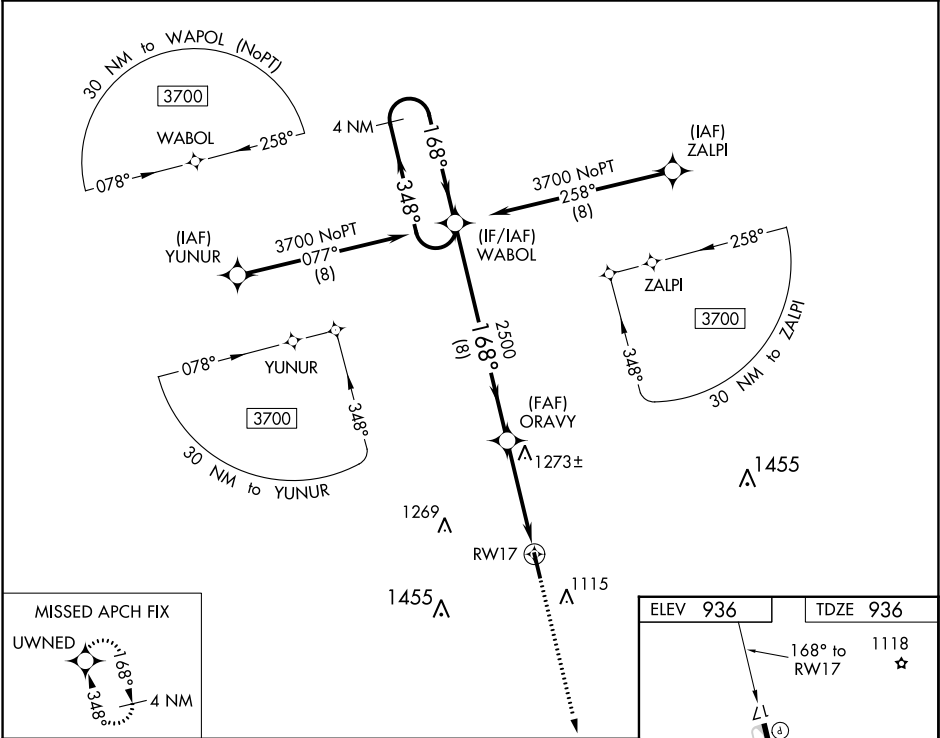 30 NM to WAPOL (NoPT)
3700
WABOL
078°
258°
4 NM
168°
348°
(IAF)
ZALPI
3700 NoPT
258°
(8)
(IAF)
YUNUR
3700 NoPT
077°
(8)
(IF/IAF)
WABOL
258°
ZALPI
3700
348°
30 NM to ZALPI
2500
168°
(8)
078°
YUNUR
3700
348°
30 NM to YUNUR
(FAF)
ORAVY
1273±
1455
1269
RW17
1115
1455
MISSED APCH FIX
UWNED
168°
348°
4 NM
ELEV 936
TDZE 936
168° to
RW17
1118
17
P